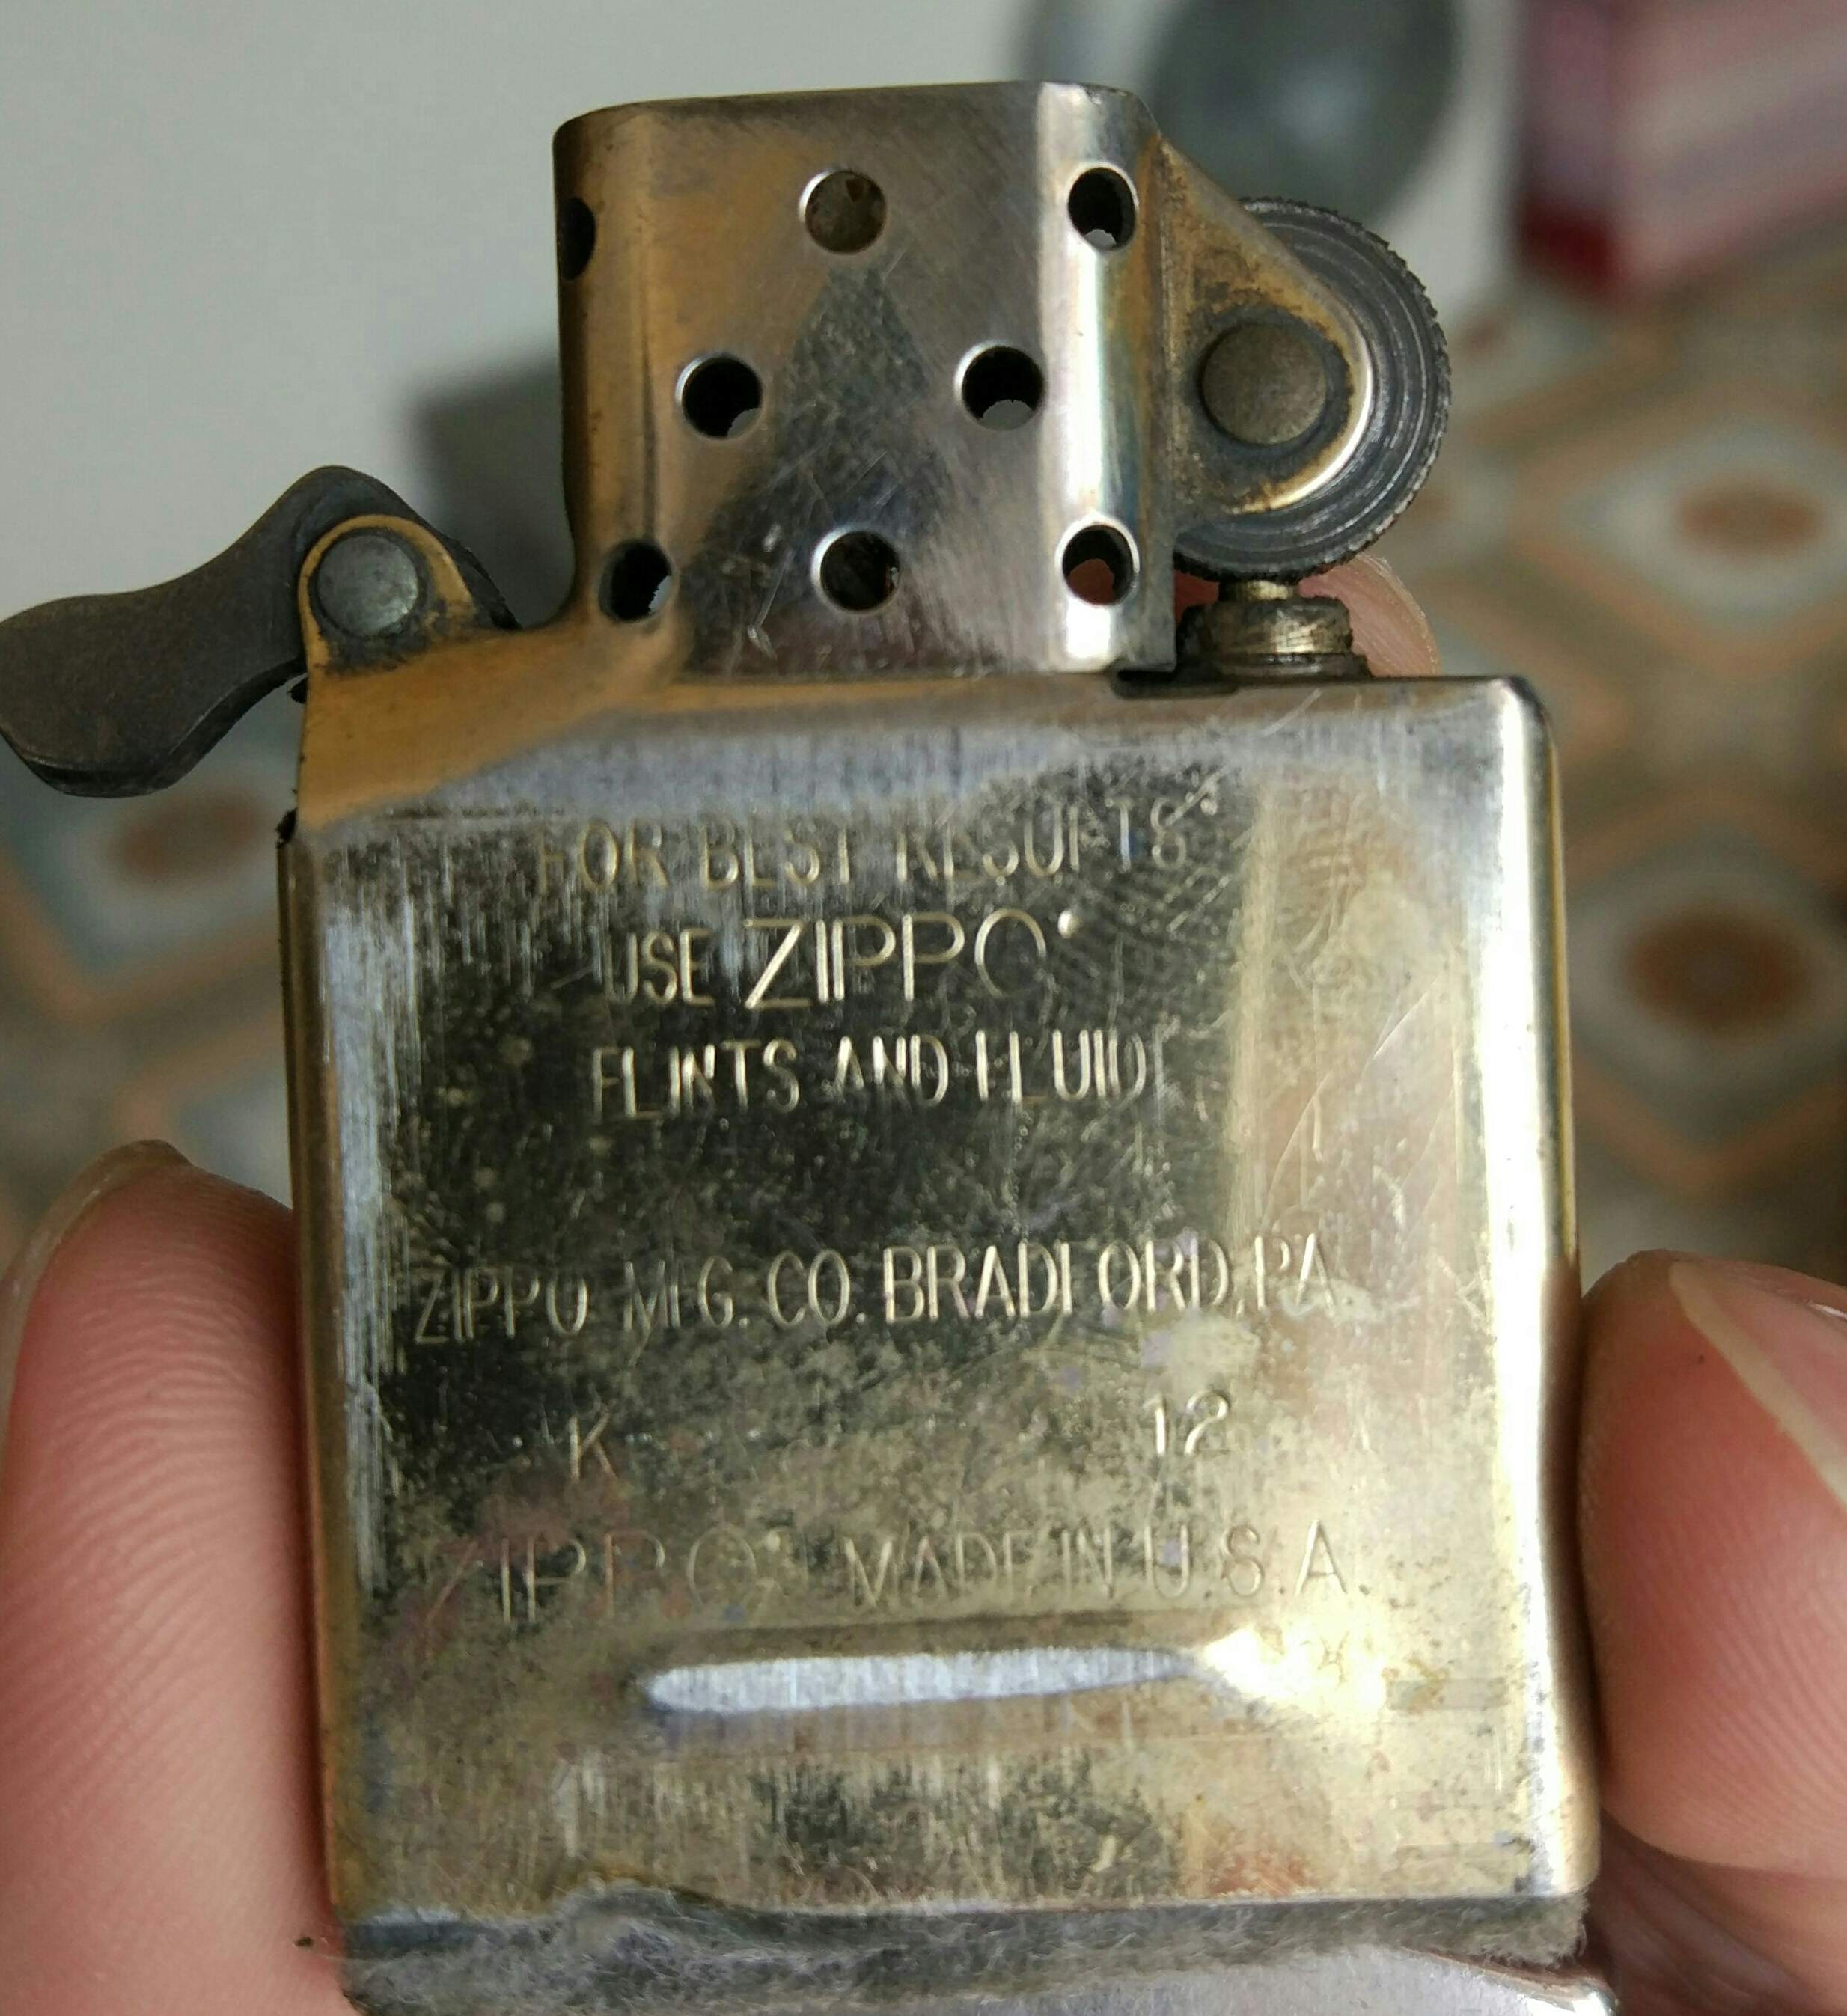 FOR BEST RESULTS
USE ZIPPO
FLINTS AND FLUID
ZIPPO MFG. CO. BRADFORD, PA.
K 12
ZIPPO MADE IN U.S.A.